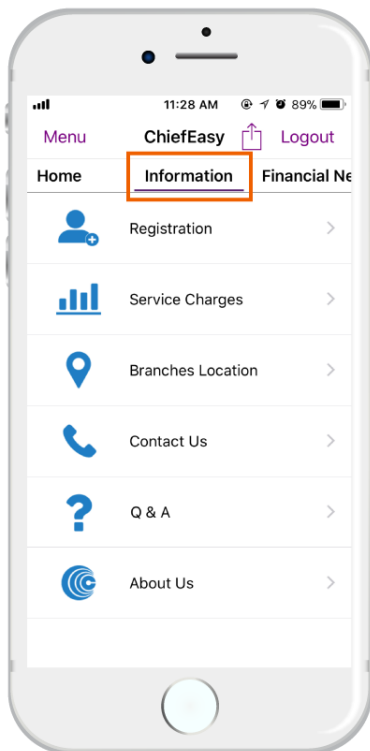 11:28 AM 89%
Menu ChiefEasy Logout
Home Information Financial Ne
Registration
Service Charges
Branches Location
Contact Us
Q & A
About Us